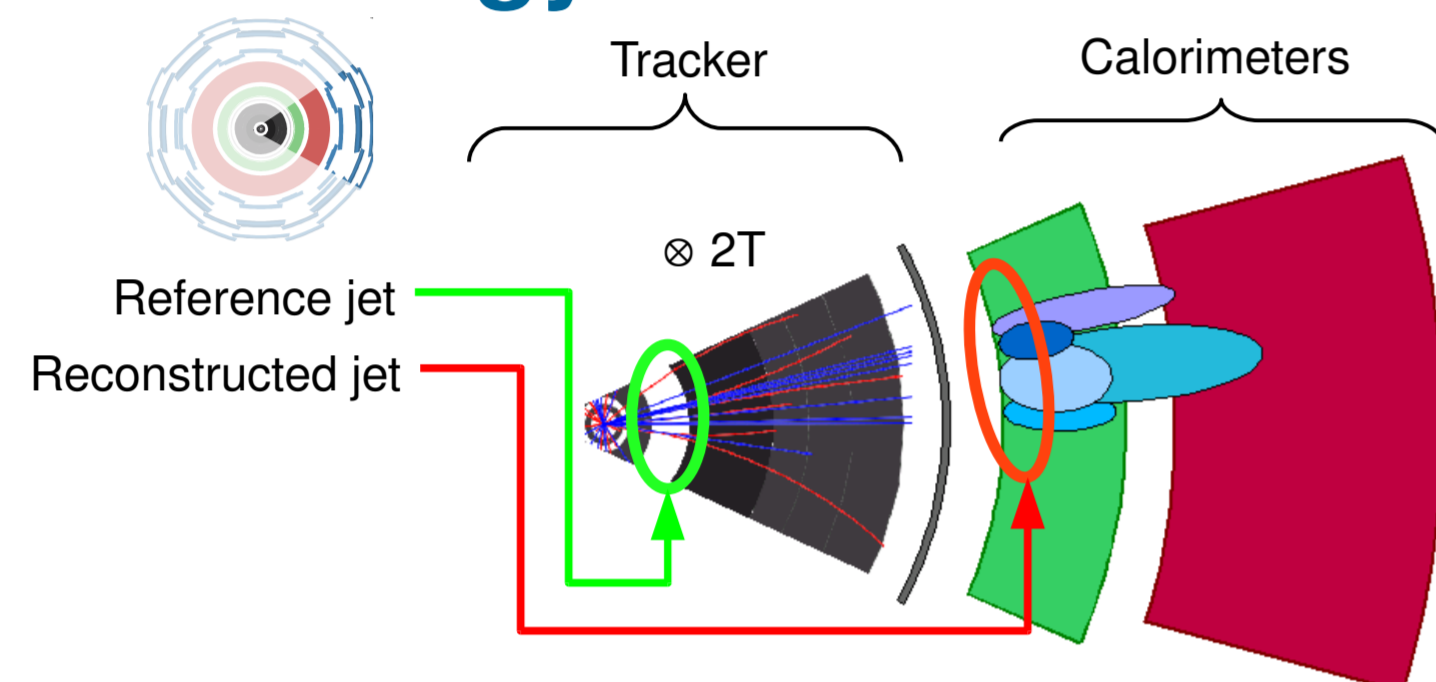 Tracker
Calorimeters
⊗ 2T
Reference jet
Reconstructed jet